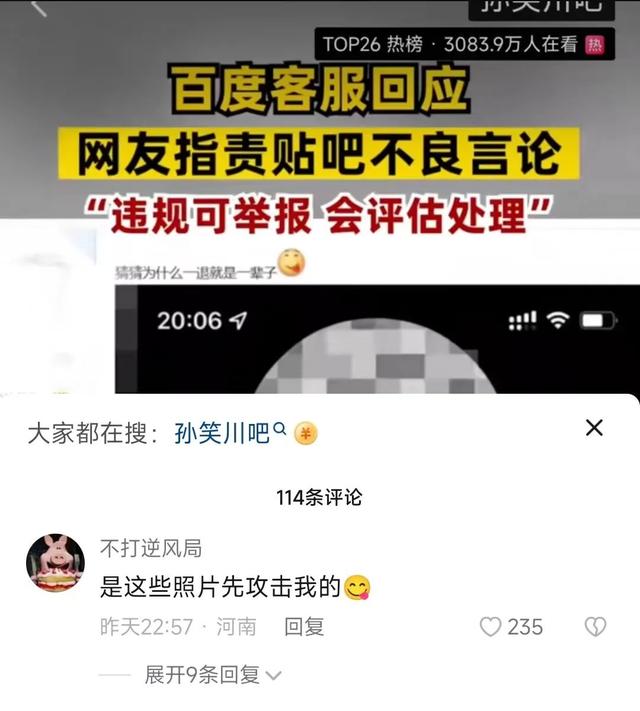 孙笑川吧
TOP26 热榜 · 3083.9万人在看 热
百度客服回应
网友指责贴吧不良言论
“违规可举报 会评估处理”
猜猜为什么一退就是一辈子
20:06
大家都在搜：孙笑川吧
114条评论
不打逆风局
是这些照片先攻击我的😋
昨天22:57 · 河南 回复
235
展开9条回复